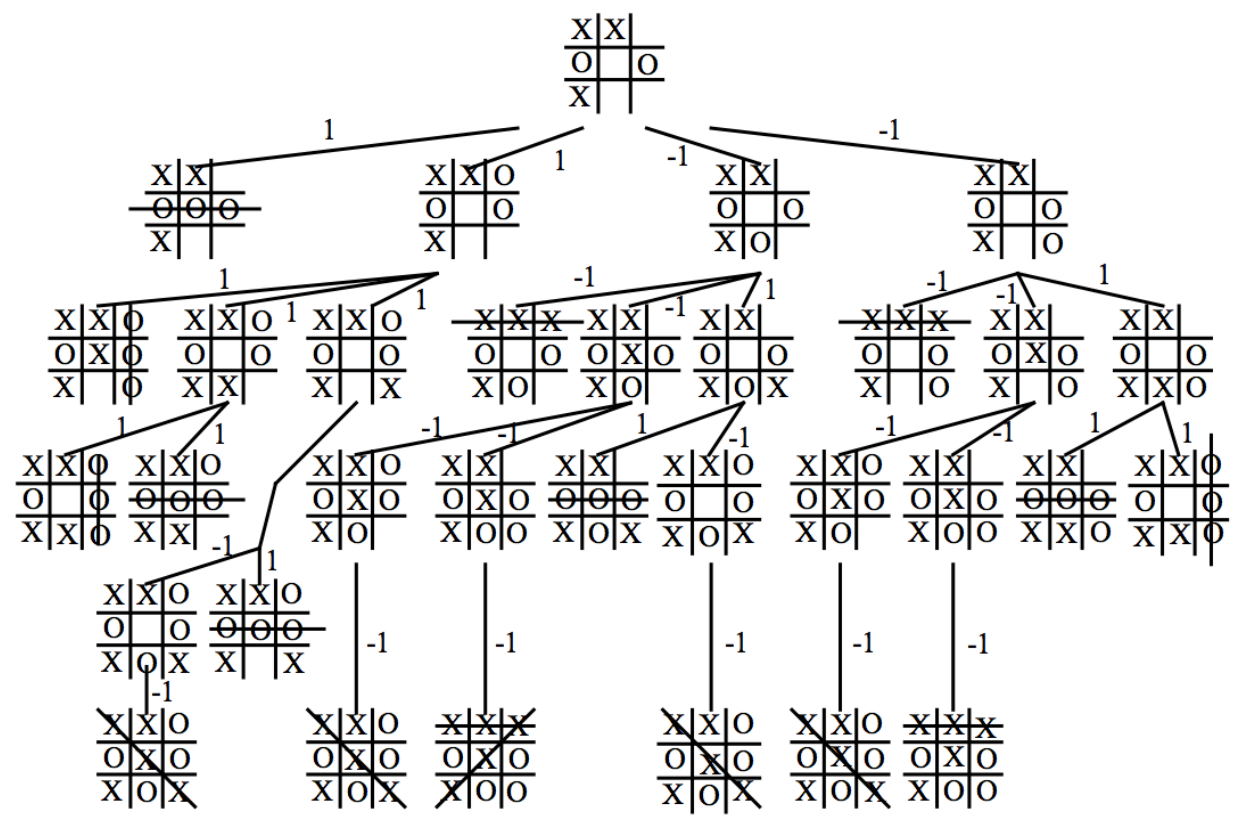 X X
O O
X
1 -1
1 -1
X X X X O X X X X
O O O O O O O O O
X X X O X O
1 -1 1 -1 -1 1
1 1 -1
X X O X X O X X O X X X X X X X X X X X X X X X
O X O O O O O O O O X O O O O O O X O O O
X O X X X X X O X O X O X X O X O X X O
1 1 -1 -1 1 -1 -1 -1 1 1
X X O X X O X X O X X X X X X O X X O X X X X X X O
O O O O O O X O O X O O O O O O O X O O X O O O O O O
X X O X X X O X O O X O X X O X X O X O O X X O X X O
-1 1
X X O X X O
O O O O O
X O X X X
-1 -1 -1 -1 -1
-1
X X O X X O X X X X X O X X O X X X
O X O O X O O X O O X O O X O O X O
X O X X O X X O O X O X X O X X O O